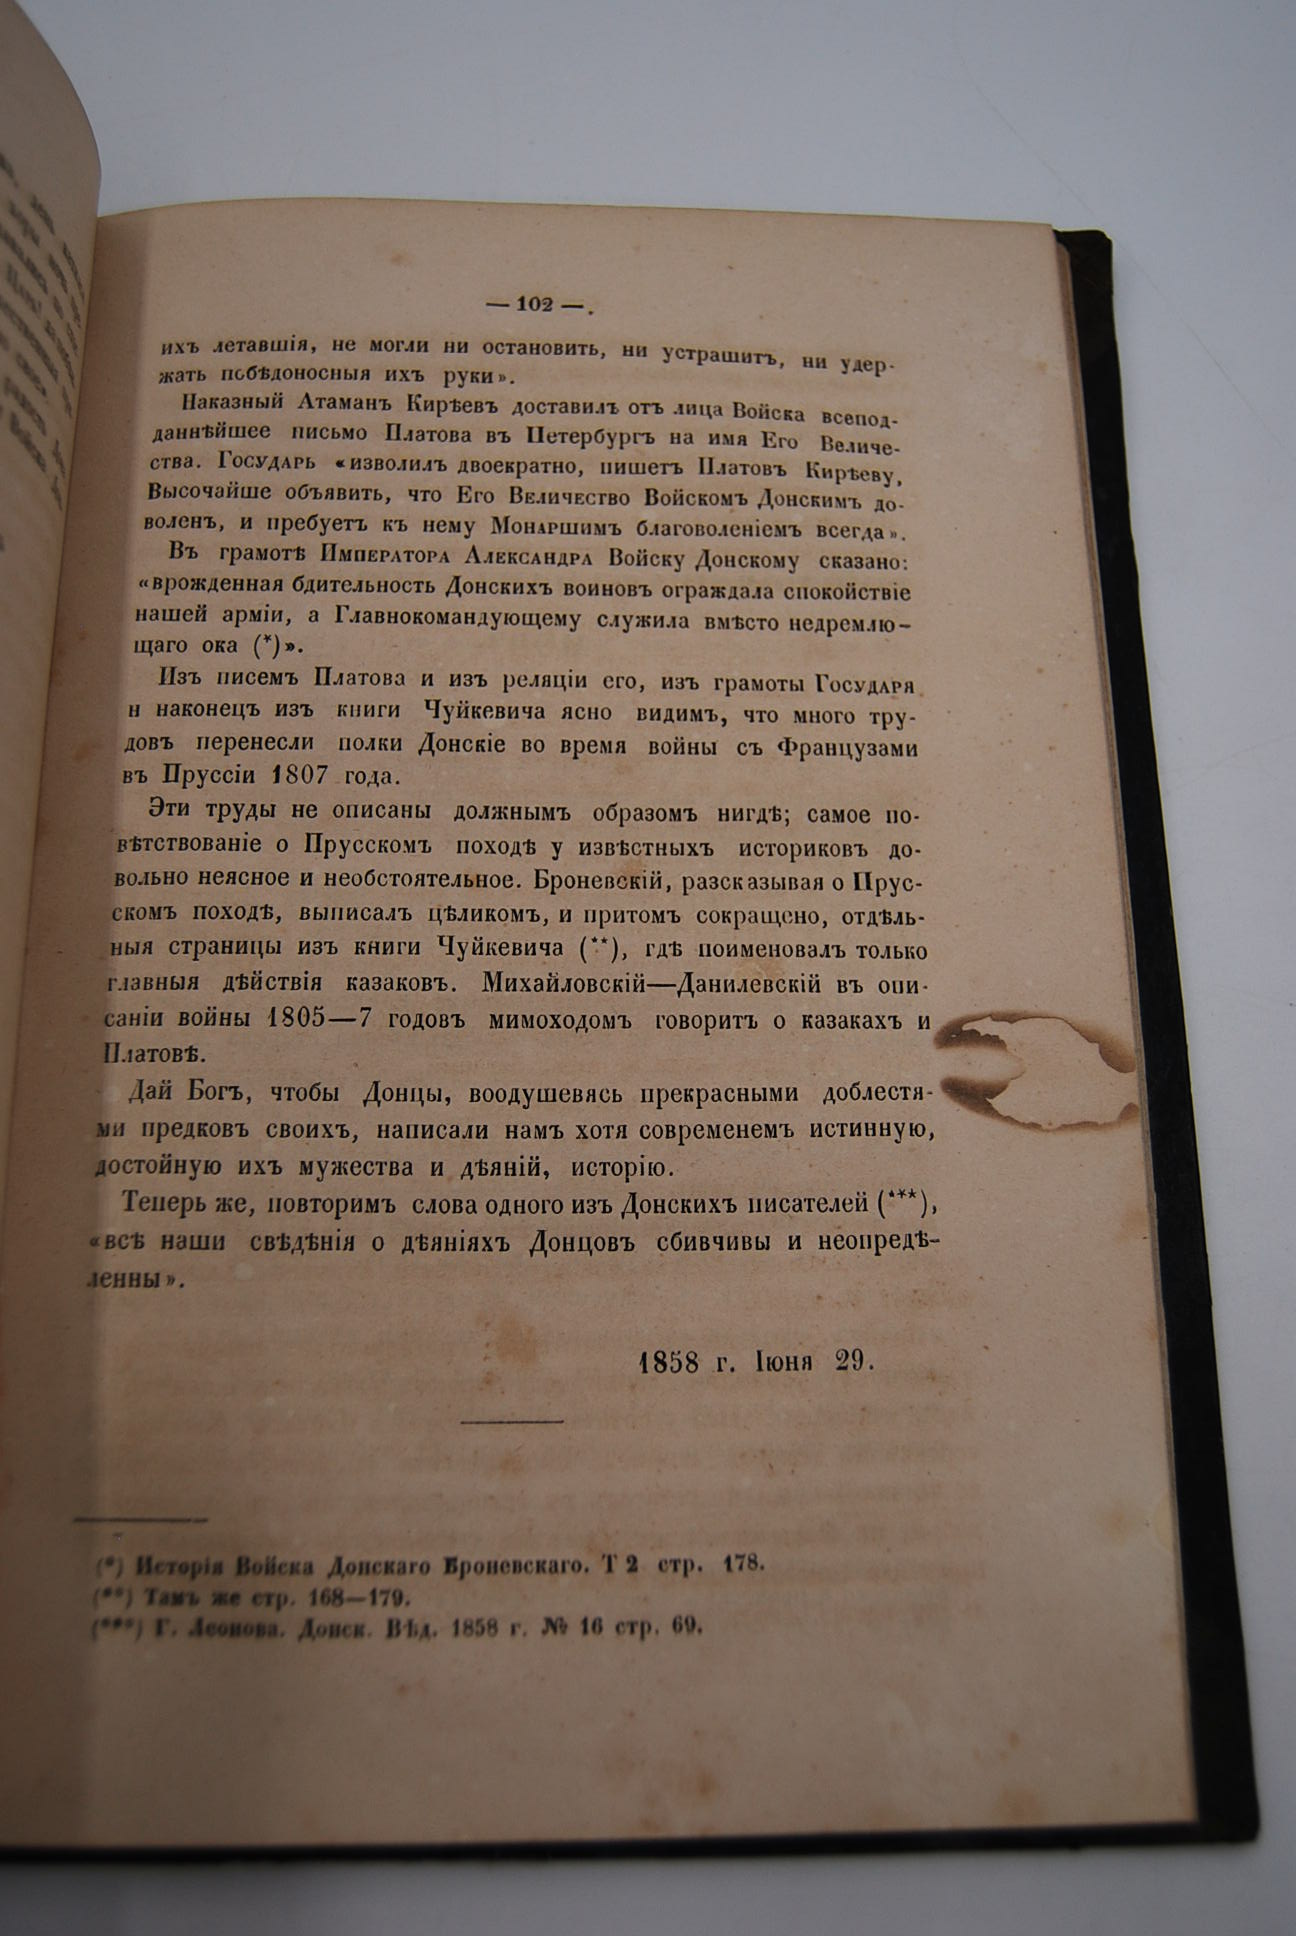 — 102 —.
ихъ летавшія, не могли ни остановить, ни устрашить, ни удер-
жать побѣдоносныя ихъ руки».
Наказный Атаманъ Кирѣевъ доставилъ отъ лица Войска всепод-
даннѣйшее письмо Платова въ Петербургъ на имя Его Величе-
ства. Государь «изволилъ двоекратно, пишетъ Платовъ Кирѣеву,
Высочайше объявить, что Его Величество Войскомъ Донскимъ до-
воленъ, и пребуетъ къ нему Монаршимъ благоволеніемъ всегда».
Въ грамотѣ Императора Александра Войску Донскому сказано:
«врожденная бдительность Донскихъ воиновъ ограждала спокойствіе
нашей арміи, а Главнокомандующему служила вмѣсто недремлю-
щаго ока (*)».
Изъ писемъ Платова и изъ реляціи его, изъ грамоты Государя
и наконецъ изъ книги Чуйкевича ясно видимъ, что много тру-
довъ перенесли полки Донскіе во время войны съ Французами
въ Пруссіи 1807 года.
Эти труды не описаны должнымъ образомъ нигдѣ; самое по-
вѣтствованіе о Прусскомъ походѣ у извѣстныхъ историковъ до-
вольно неясное и необстоятельное. Броневскій, разсказывая о Прус-
скомъ походѣ, выписалъ цѣликомъ, и притомъ сокращено, отдѣль-
ныя страницы изъ книги Чуйкевича (**), гдѣ поименовалъ только
главныя дѣйствія казаковъ. Михайловскій—Данилевскій въ опи-
саніи войны 1805—7 годовъ мимоходомъ говоритъ о казакахъ и
Платовѣ.
Дай Богъ, чтобы Донцы, воодушевясь прекрасными доблестя-
ми предковъ своихъ, написали намъ хотя современемъ истинную,
достойную ихъ мужества и дѣяній, исторію.
Теперь же, повторимъ слова одного изъ Донскихъ писателей (***),
«всѣ наши свѣдѣнія о дѣяніяхъ Донцовъ сбивчивы и неопредѣ-
ленны».
1858 г. Іюня 29.
(*) Исторія Войска Донскаго Броневскаго. Т 2 стр. 178.
(**) Тамъ же стр. 168—179.
(***) Г. Леонова. Донск. Вѣд. 1858 г. № 16 стр. 69.